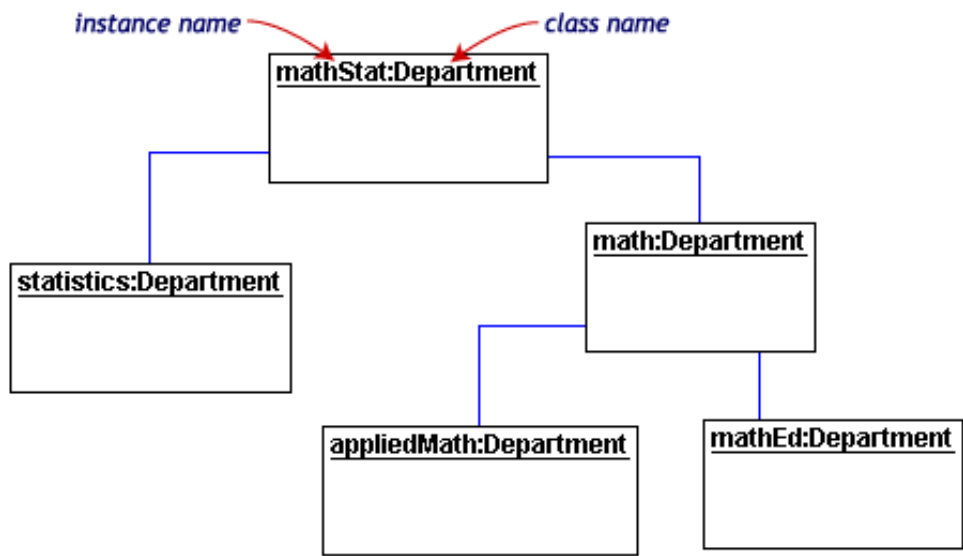 instance name
class name
mathStat:Department
math:Department
statistics:Department
appliedMath:Department
mathEd:Department